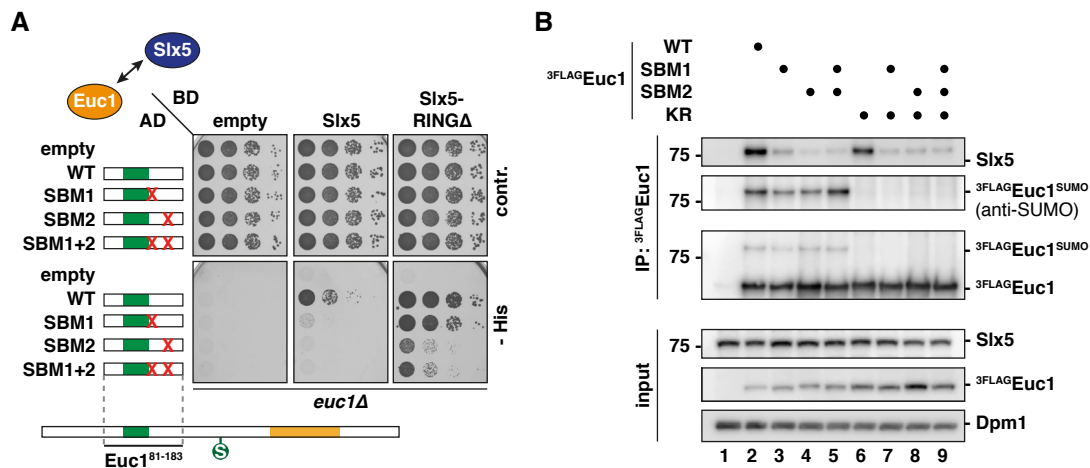 A
Slx5
Euc1
BD
AD
empty
Slx5
Slx5-
RINGΔ
empty
WT
SBM1
X
SBM2
X
SBM1+2
X X
contr.
empty
WT
SBM1
X
SBM2
X
SBM1+2
X X
- His
euc1Δ
S
Euc1⁸¹⁻¹⁸³
B
³ᶠᴸᴬᴳEuc1
WT
SBM1
SBM2
KR
IP: ³ᶠᴸᴬᴳEuc1
75
Slx5
75
³ᶠᴸᴬᴳEuc1ˢᵁᴹᴼ
(anti-SUMO)
75
³ᶠᴸᴬᴳEuc1ˢᵁᴹᴼ
³ᶠᴸᴬᴳEuc1
input
75
Slx5
³ᶠᴸᴬᴳEuc1
Dpm1
1 2 3 4 5 6 7 8 9